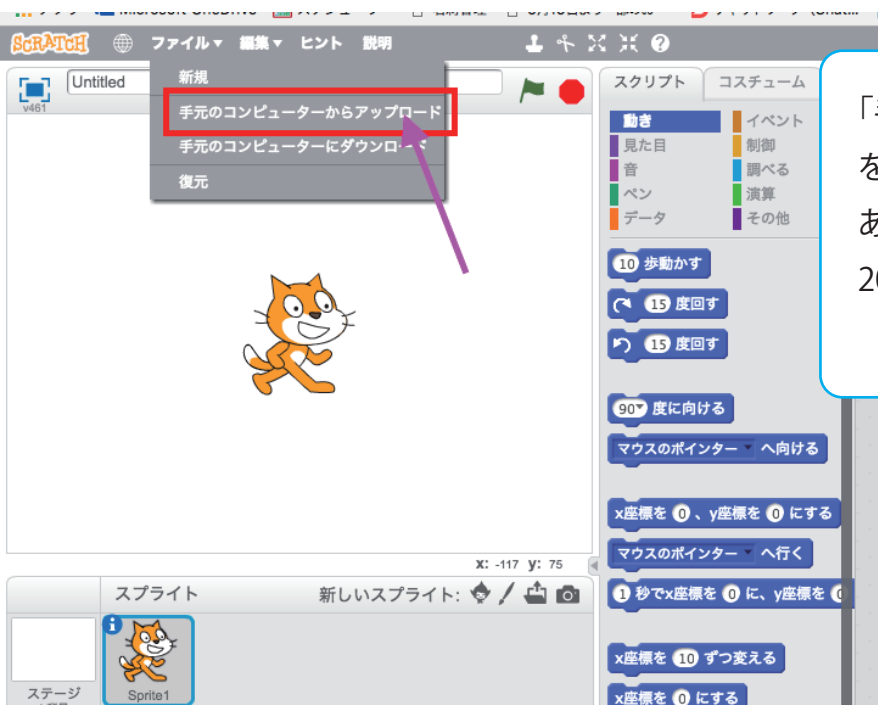 SCRATCH
ファイル▼ 編集▼ ヒント 説明
Untitled
v461
新規
手元のコンピューターからアップロード
手元のコンピューターにダウンロード
復元
スクリプト コスチューム
動き イベント
見た目 制御
音 調べる
ペン 演算
データ その他
10 歩動かす
15 度回す
15 度回す
90▼ 度に向ける
マウスのポインター へ向ける
x座標を 0 、y座標を 0 にする
マウスのポインター へ行く
1 秒でx座標を 0 に、y座標を 0
x座標を 10 ずつ変える
x座標を 0 にする
X: -117 y: 75
スプライト 新しいスプライト:
ステージ
Sprite1
を
あ